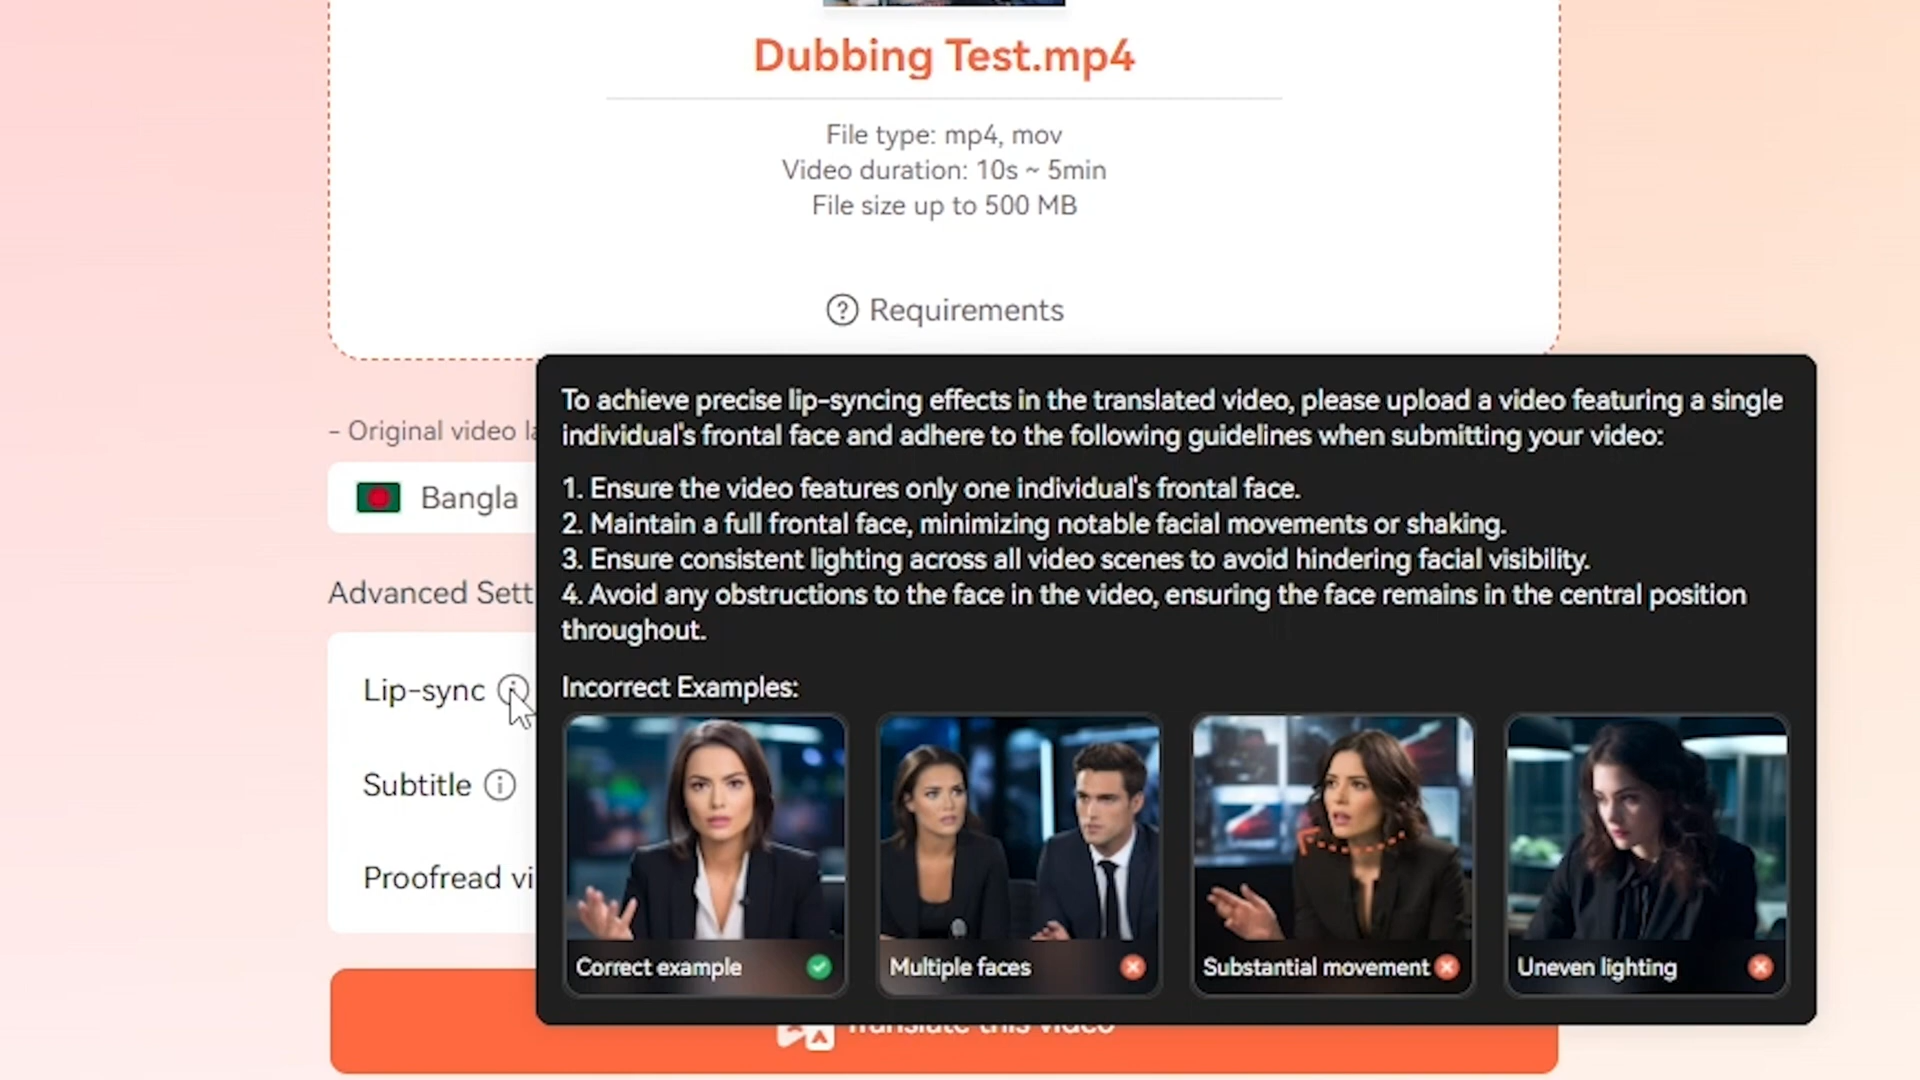 Dubbing Test.mp4
File type: mp4, mov
Video duration: 10s ~ 5min
File size up to 500 MB
Requirements
To achieve precise lip-syncing effects in the translated video, please upload a video featuring a single
individual's frontal face and adhere to the following guidelines when submitting your video:
- Original video
1. Ensure the video features only one individual's frontal face.
Bangla
2. Maintain a full frontal face, minimizing notable facial movements or shaking.
3. Ensure consistent lighting across all video scenes to avoid hindering facial visibility.
4. Avoid any obstructions to the face in the video, ensuring the face remains in the central position
throughout.
Advanced Sett
Lip-sync
Incorrect Examples:
Subtitle
Proofread vi
Correct example
Multiple faces
Substantial movement
Uneven lighting
Translate this video